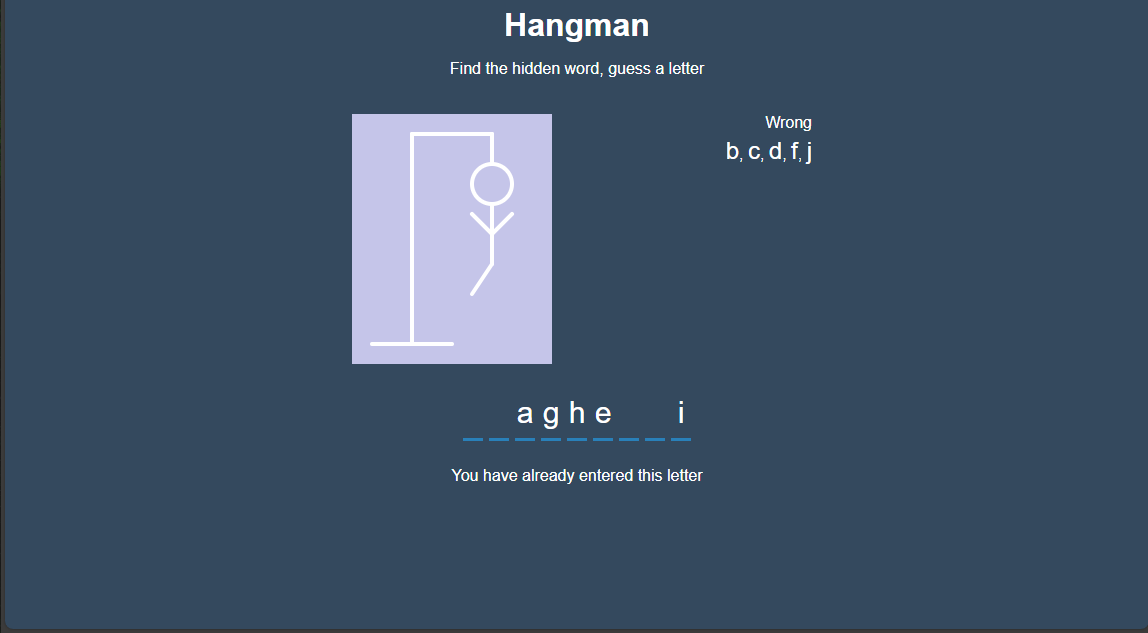 Hangman
Find the hidden word, guess a letter
Wrong
b, c, d, f, j
a g h e i
You have already entered this letter